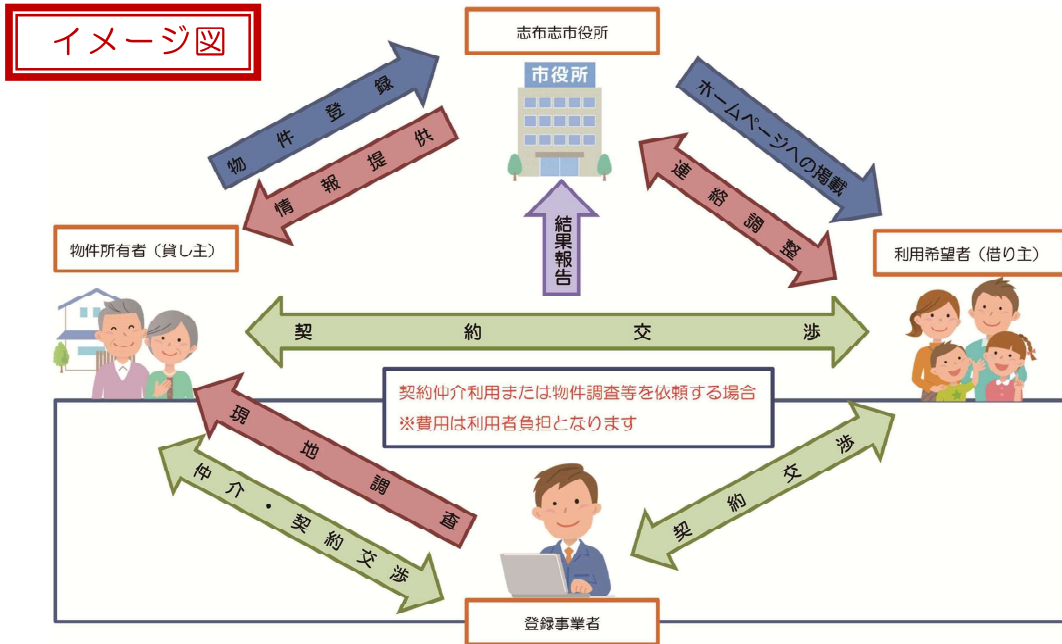 イメージ図
志布志市役所
市役所
物件登録
情報提供
ホームページへの掲載
連絡調整
結果報告
物件所有者（貸し主）
利用希望者（借り主）
契約交渉
契約仲介利用または物件調査等を依頼する場合
※費用は利用者負担となります
現地調査
仲介・契約交渉
契約交渉
登録事業者